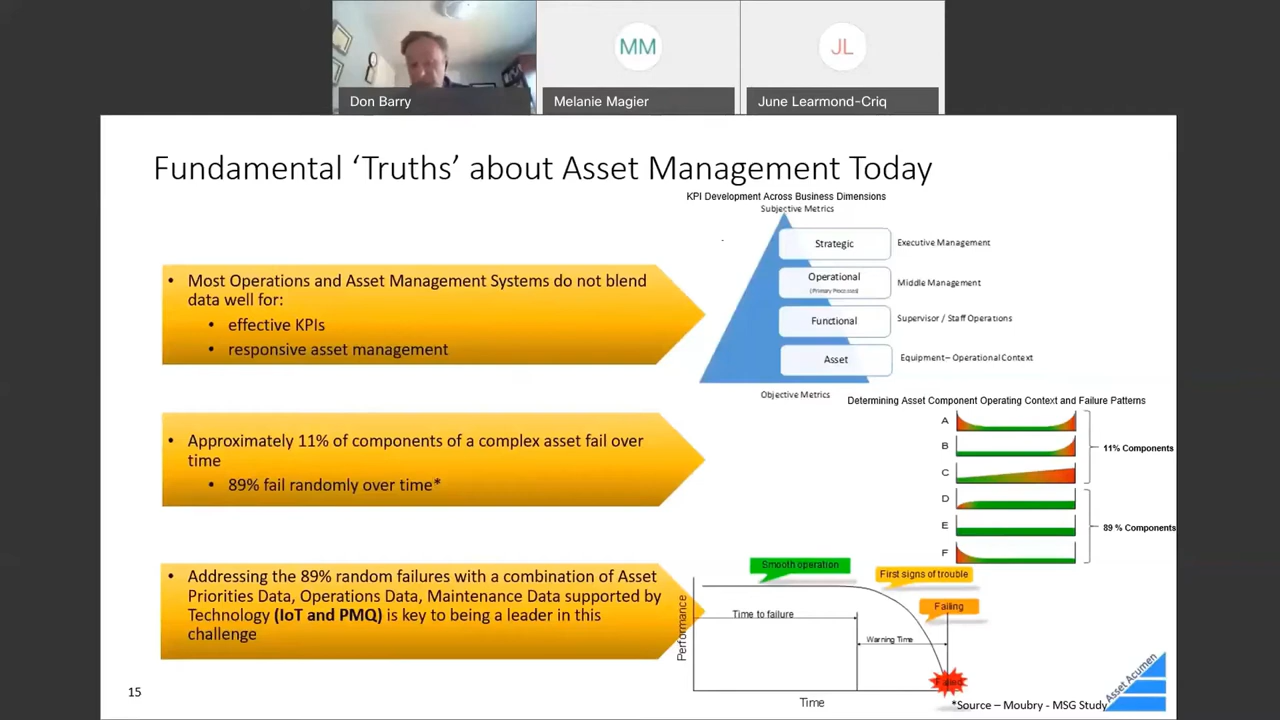 MM
JL
Don Barry
Melanie Magier
June Learmond-Criq
Fundamental ‘Truths’ about Asset Management Today
KPI Development Across Business Dimensions
Subjective Metrics
Strategic
Executive Management
Operational
(Primary Processes)
Middle Management
Functional
Supervisor / Staff Operations
Asset
Equipment – Operational Context
Objective Metrics
• Most Operations and Asset Management Systems do not blend
data well for:
• effective KPIs
• responsive asset management
Determining Asset Component Operating Context and Failure Patterns
A
B
C
D
E
F
11% Components
89 % Components
• Approximately 11% of components of a complex asset fail over
time
• 89% fail randomly over time*
• Addressing the 89% random failures with a combination of Asset
Priorities Data, Operations Data, Maintenance Data supported by
Technology (IoT and PMQ) is key to being a leader in this
challenge
Smooth operation
First signs of trouble
Failing
Time to failure
Warning Time
Failed
Performance
Time
15
*Source – Moubry - MSG Study
Asset Acumen